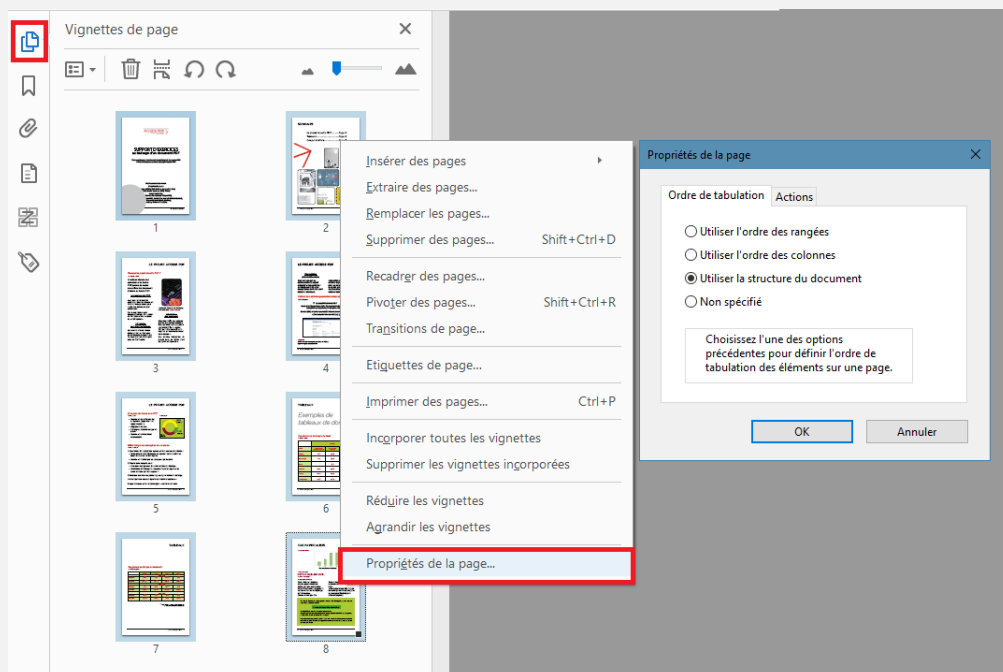 Vignettes de page
SUPPORT D'EXERCICES
1
2
3
4
5
Exemples de
6
7
8
Insérer des pages
Extraire des pages...
Remplacer les pages...
Supprimer des pages... Shift+Ctrl+D
Recadrer des pages...
Pivoter des pages... Shift+Ctrl+R
Transitions de page...
Etiquettes de page...
Imprimer des pages... Ctrl+P
Incorporer toutes les vignettes
Supprimer les vignettes incorporées
Réduire les vignettes
Agrandir les vignettes
Propriétés de la page...
Propriétés de la page
Ordre de tabulation
Actions
Utiliser l'ordre des rangées
Utiliser l'ordre des colonnes
Utiliser la structure du document
Non spécifié
Choisissez l'une des options
précédentes pour définir l'ordre de
tabulation des éléments sur une page.
OK
Annuler